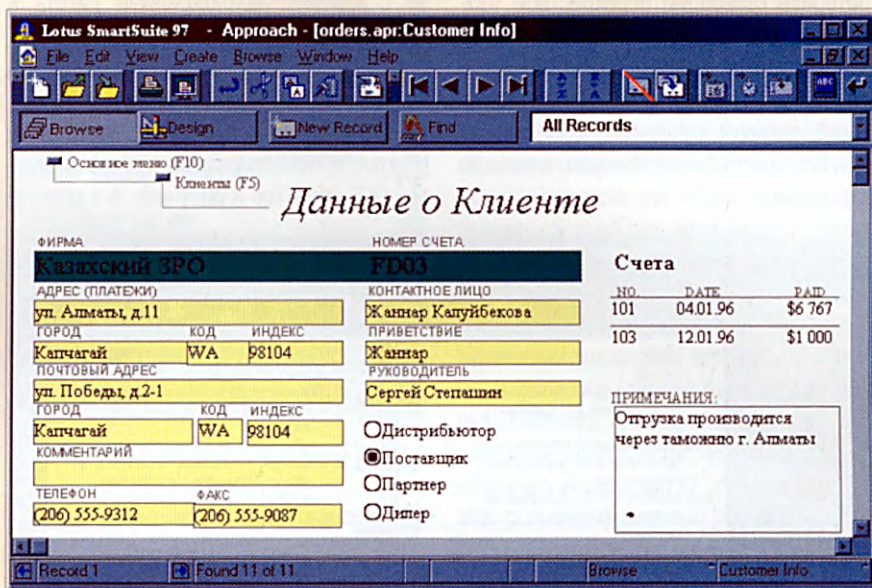 Lotus SmartSuite 97 - Approach - [orders.apr:Customer Info]
File Edit View Create Browse Window Help
Browse Design New Record Find All Records
Основное меню (F10)
Клиенты (F5)
Данные о Клиенте
ФИРМА НОМЕР СЧЕТА
Казахский ЗРО FD03
АДРЕС (ПЛАТЕЖИ) КОНТАКТНОЕ ЛИЦО
ул. Алматы, д.11 Жаннар Капуйбекова
ГОРОД КОД ИНДЕКС ПРИВЕТСТВИЕ
Капчагай WA 98104 Жаннар
ПОЧТОВЫЙ АДРЕС РУКОВОДИТЕЛЬ
ул. Победы, д.2-1 Сергей Степашин
ГОРОД КОД ИНДЕКС
Капчагай WA 98104
КОММЕНТАРИЙ
ТЕЛЕФОН ФАКС
(206) 555-9312 (206) 555-9087
Дистрибьютор
Поставщик
Партнер
Дилер
Счета
NO. DATE PAID
101 04.01.96 $6 767
103 12.01.96 $1 000
ПРИМЕЧАНИЯ:
Отгрузка производится
через таможню г. Алматы
Record 1 Found 11 of 11 Browse Customer Info